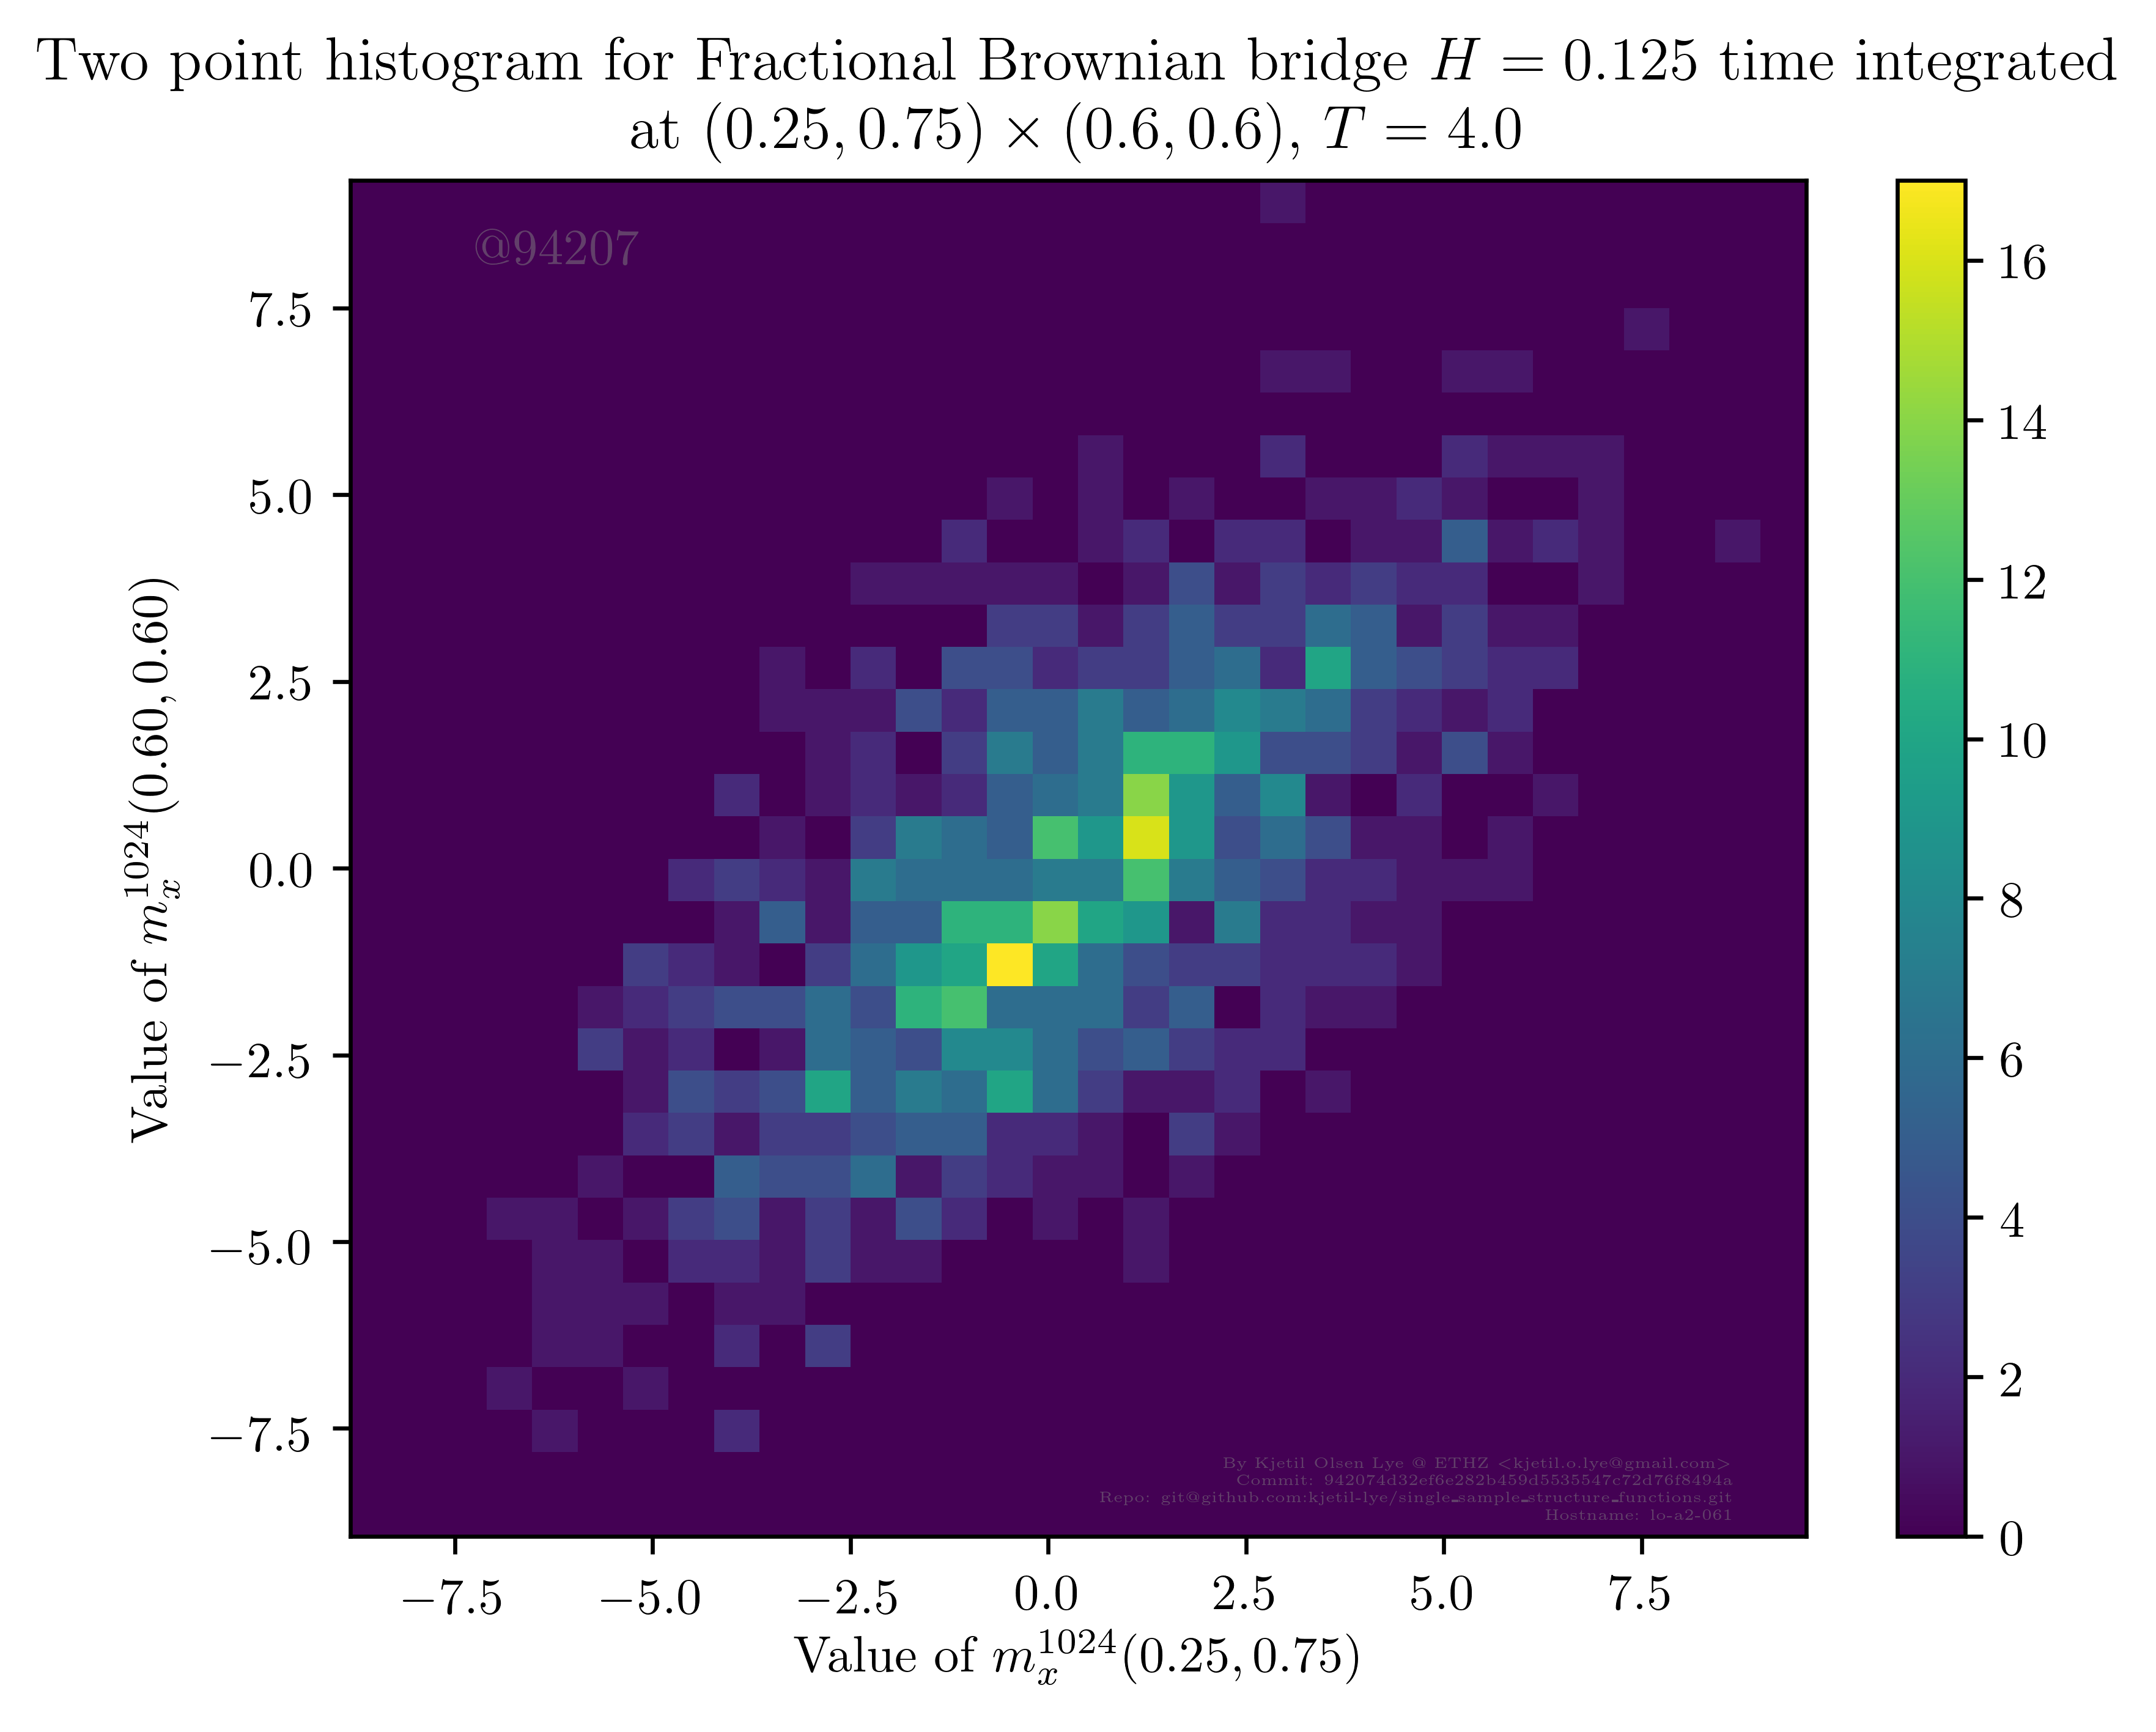 Two point histogram for Fractional Brownian bridge H = 0.125 time integrated
at (0.25, 0.75) × (0.6, 0.6), T = 4.0
@94207
7.5
5.0
2.5
0.0
−2.5
−5.0
−7.5
Value of m_x^1024(0.60, 0.60)
16
14
12
10
8
6
4
2
0
By Kjetil Olsen Lye @ ETHZ <kjetil.o.lye@gmail.com>
Commit: 942074d32ef6e282b459d5535547c72d76f8494a
Repo: git@github.com:kjetil-lye/single_sample_structure_functions.git
Hostname: lo-a2-061
−7.5 −5.0 −2.5 0.0 2.5 5.0 7.5
Value of m_x^1024(0.25, 0.75)